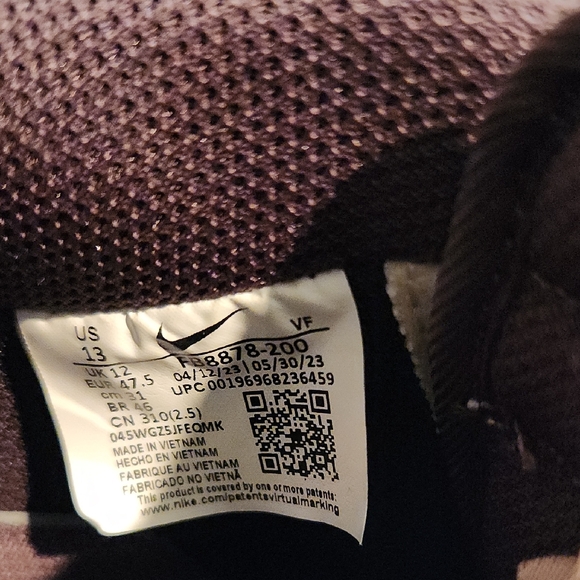 US
13
VF
UK 12
FB8878-200
EUR 47.5
04/12/23 | 05/30/23
cm 31
UPC 00196968236459
BR 46
CN 310(2.5)
045WGZ5JFEQMK
MADE IN VIETNAM
HECHO EN VIETNAM
FABRIQUE AU VIETNAM
FABRICADO NO VIETNÃ
This product is covered by one or more patents:
www.nike.com/patentsvirtualmarking